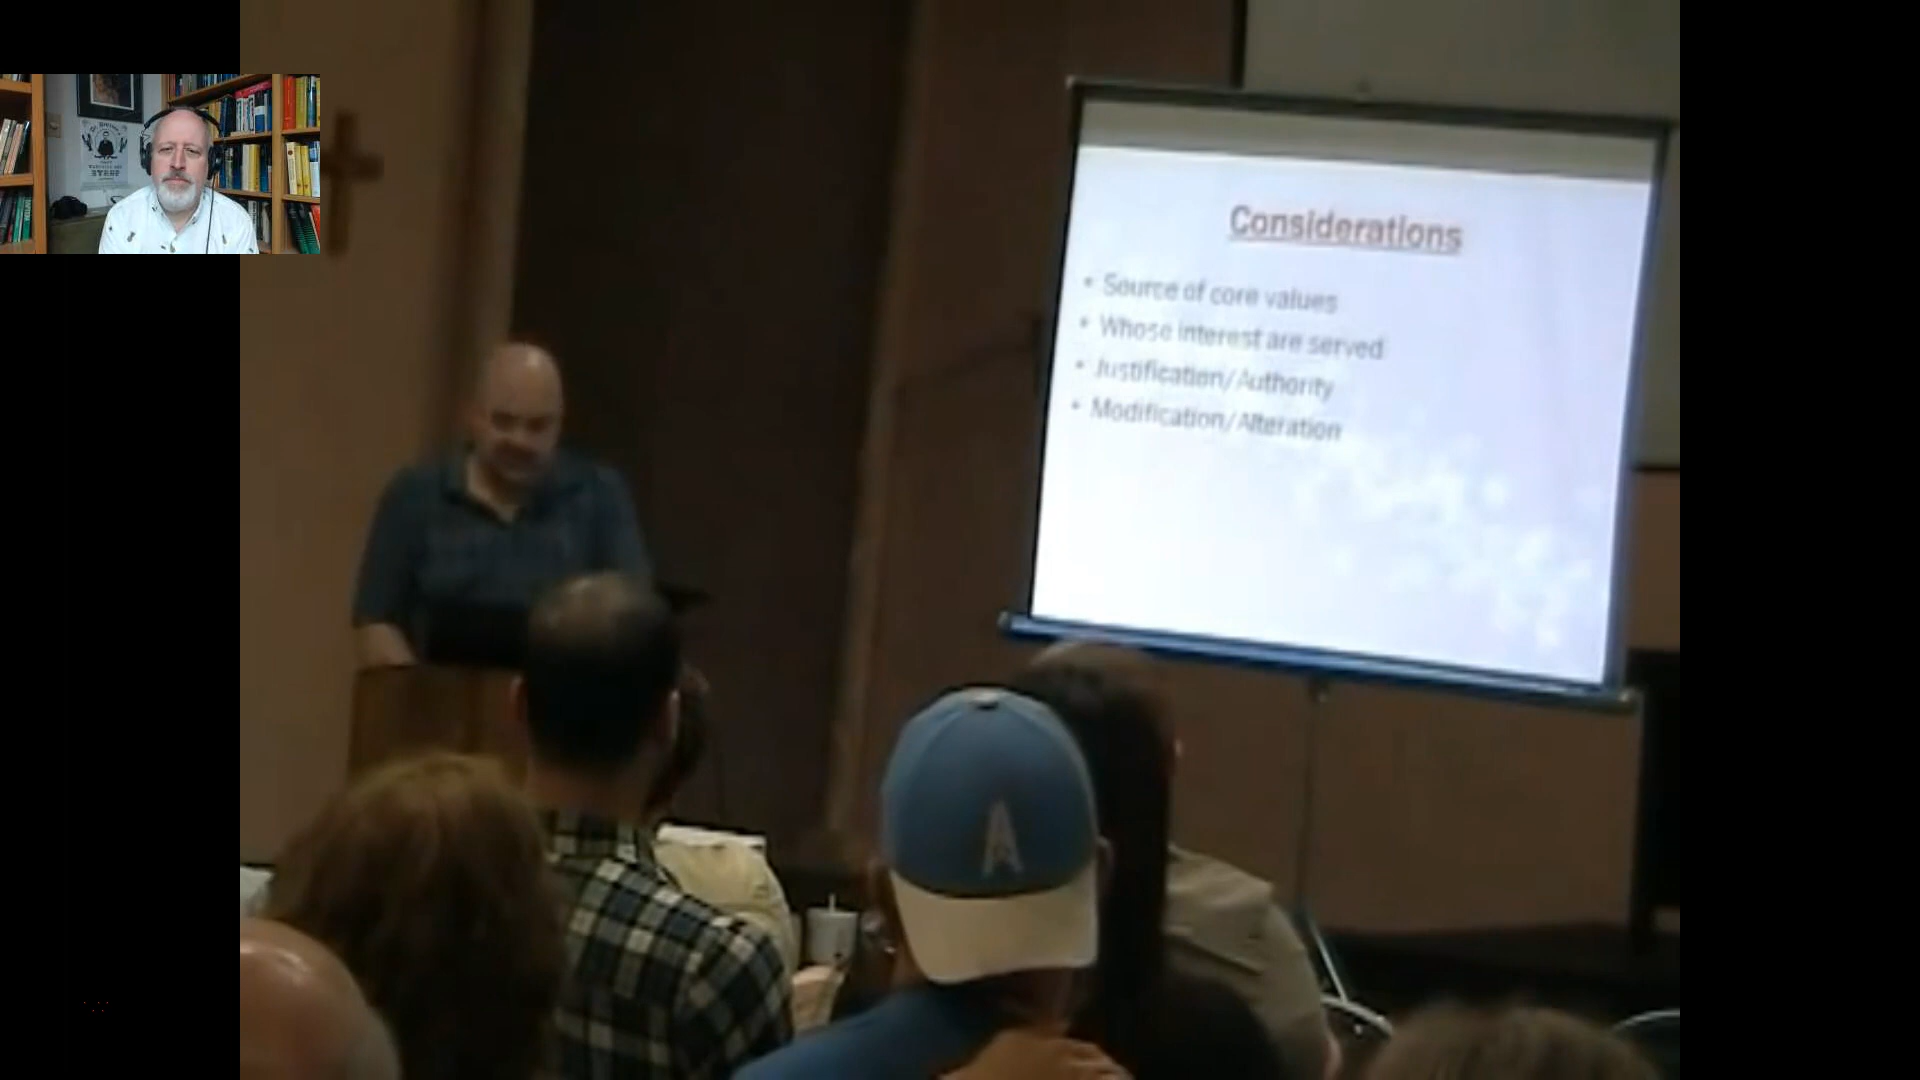 Considerations
• Source of core values
• Whose interest are served
• Justification/Authority
• Modification/Alteration
A